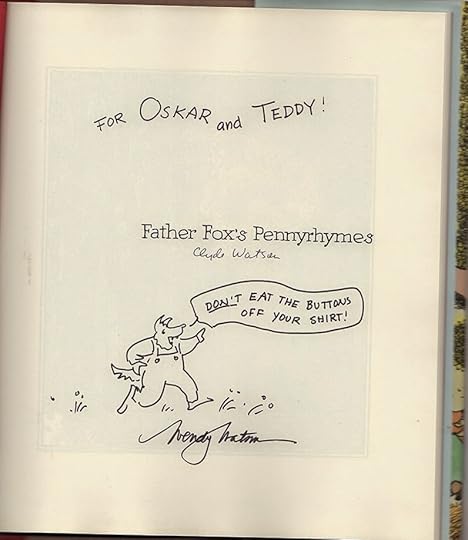 FOR OSKAR and TEDDY!
Father Fox's Pennyrhymes
Clyde Watson
DON'T EAT THE BUTTONS
OFF YOUR SHIRT!
Wendy Watson